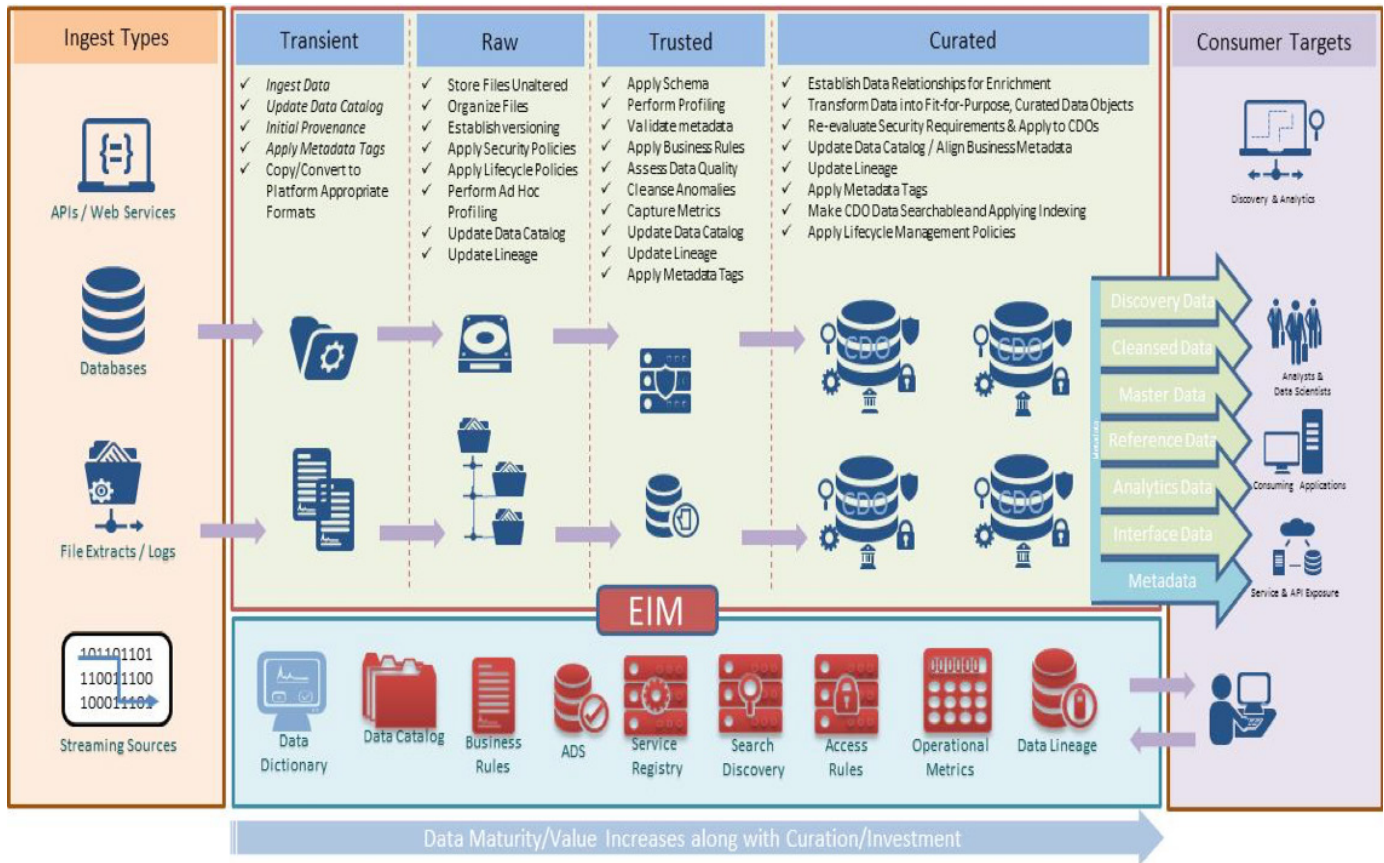 Ingest Types
APIs / Web Services
Databases
File Extracts / Logs
101101101
110011100
100011101
Streaming Sources
Transient
✓ Ingest Data
✓ Update Data Catalog
✓ Initial Provenance
✓ Apply Metadata Tags
✓ Copy/Convert to
Platform Appropriate
Formats
Raw
✓ Store Files Unaltered
✓ Organize Files
✓ Establish versioning
✓ Apply Security Policies
✓ Apply Lifecycle Policies
✓ Perform Ad Hoc
Profiling
✓ Update Data Catalog
✓ Update Lineage
Trusted
✓ Apply Schema
✓ Perform Profiling
✓ Validate metadata
✓ Apply Business Rules
✓ Assess Data Quality
✓ Cleanse Anomalies
✓ Capture Metrics
✓ Update Data Catalog
✓ Update Lineage
✓ Apply Metadata Tags
Curated
✓ Establish Data Relationships for Enrichment
✓ Transform Data into Fit-for-Purpose, Curated Data Objects
✓ Re-evaluate Security Requirements & Apply to CDOs
✓ Update Data Catalog / Align Business Metadata
✓ Update Lineage
✓ Apply Metadata Tags
✓ Make CDO Data Searchable and Applying Indexing
✓ Apply Lifecycle Management Policies
CDO
CDO
CDO
CDO
Metadata
Discovery Data
Cleansed Data
Master Data
Reference Data
Analytics Data
Interface Data
Metadata
Consumer Targets
Discovery & Analytics
Analysts &
Data Scientists
Consuming Applications
Service & API Exposure
EIM
Data
Dictionary
Data Catalog
Business
Rules
ADS
Service
Registry
Search
Discovery
Access
Rules
000000
Operational
Metrics
Data Lineage
Data Maturity/Value Increases along with Curation/Investment